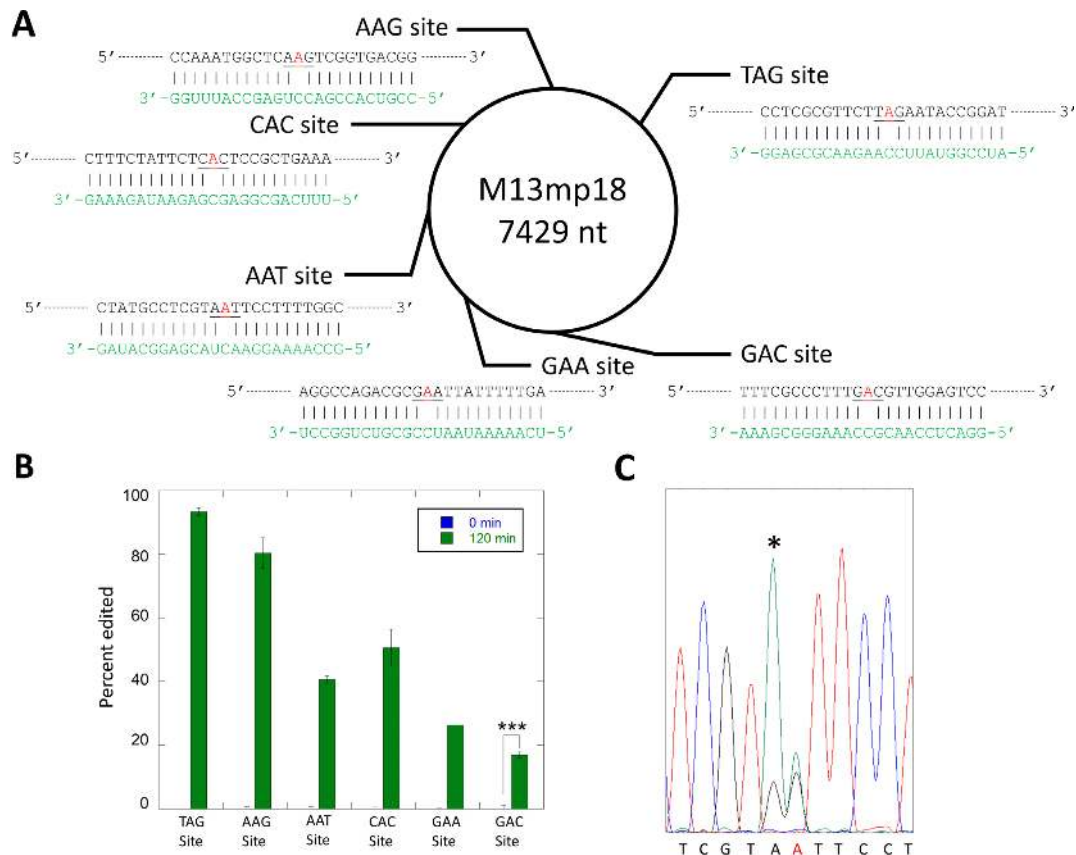 A
AAG site
5’ CCAAATGGCTCAAGTCGGTGACGG 3’
3’-GGUUUACCGAGUCCAGCCACUGCC-5’
TAG site
5’ CCTCGCGTTCTTAGAATACCGGAT 3’
3’-GGAGCGCAAGAACCUUAUGGCCUA-5’
CAC site
5’ CTTTCTATTCTCACTCCGCTGAAA 3’
3’-GAAAGAUAAGAGCGAGGCGACUUU-5’
M13mp18
7429 nt
AAT site
5’ CTATGCCTCGTAATTCCTTTTGGC 3’
3’-GAUACGGAGCAUCAAGGAAAACCG-5’
GAA site
5’ AGGCCAGACGCGAATTATTTTTGA 3’
3’-UCCGGUCUGCGCCUAAUAAAAACU-5’
GAC site
5’ TTTCGCCCTTTGACGTTGGAGTCC 3’
3’-AAAGCGGGAAACCGCAACCUCAGG-5’
B
Percent edited
100
80
60
40
20
0
0 min
120 min
***
TAG Site
AAG Site
AAT Site
CAC Site
GAA Site
GAC Site
C
*
T C G T A A T T C C T